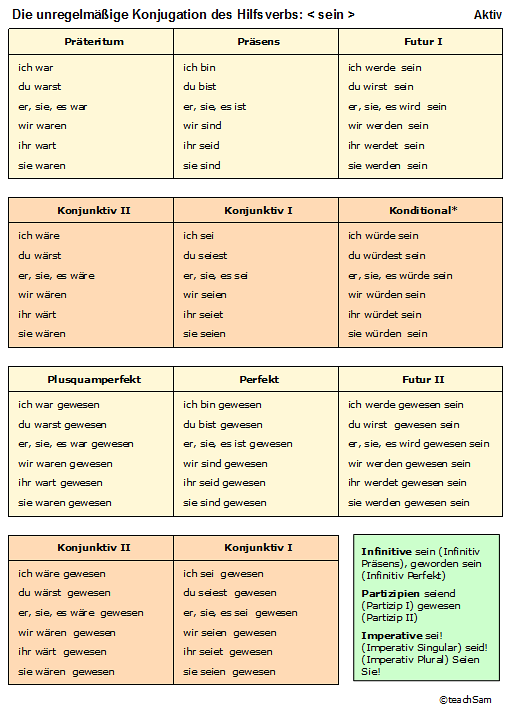 Die unregelmäßige Konjugation des Hilfsverbs: < sein > Aktiv
Präteritum Präsens Futur I
ich war ich bin ich werde sein
du warst du bist du wirst sein
er, sie, es war er, sie, es ist er, sie, es wird sein
wir waren wir sind wir werden sein
ihr wart ihr seid ihr werdet sein
sie waren sie sind sie werden sein
Konjunktiv II Konjunktiv I Konditional*
ich wäre ich sei ich würde sein
du wärst du seiest du würdest sein
er, sie, es wäre er, sie, es sei er, sie, es würde sein
wir wären wir seien wir würden sein
ihr wärt ihr seiet ihr würdet sein
sie wären sie seien sie würden sein
Plusquamperfekt Perfekt Futur II
ich war gewesen ich bin gewesen ich werde gewesen sein
du warst gewesen du bist gewesen du wirst gewesen sein
er, sie, es war gewesen er, sie, es ist gewesen er, sie, es wird gewesen sein
wir waren gewesen wir sind gewesen wir werden gewesen sein
ihr wart gewesen ihr seid gewesen ihr werdet gewesen sein
sie waren gewesen sie sind gewesen sie werden gewesen sein
Konjunktiv II Konjunktiv I
ich wäre gewesen ich sei gewesen
du wärst gewesen du seiest gewesen
er, sie, es wäre gewesen er, sie, es sei gewesen
wir wären gewesen wir seien gewesen
ihr wärt gewesen ihr seiet gewesen
sie wären gewesen sie seien gewesen
Infinitive sein (Infinitiv
Präsens), geworden sein
(Infinitiv Perfekt)
Partizipien seiend
(Partizip I) gewesen
(Partizip II)
Imperative sei!
(Imperativ Singular) seid!
(Imperativ Plural) Seien
Sie!
©teachSam